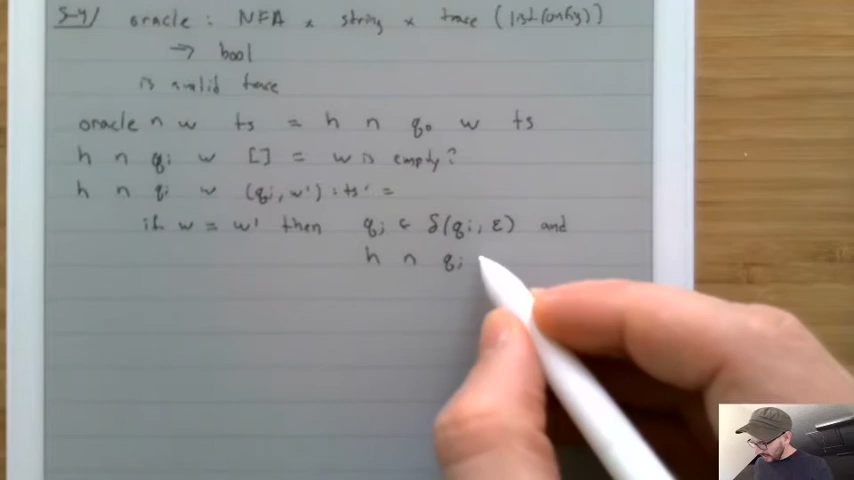 5-4/ oracle : NFA × string × trace (list(config))
→ bool
is valid trace
oracle n w ts = h n q₀ w ts
h n qi w [] = w is empty?
h n qi w (qj, w') : ts' =
if w = w' then qj ∈ δ(qi, ε) and
h n qj